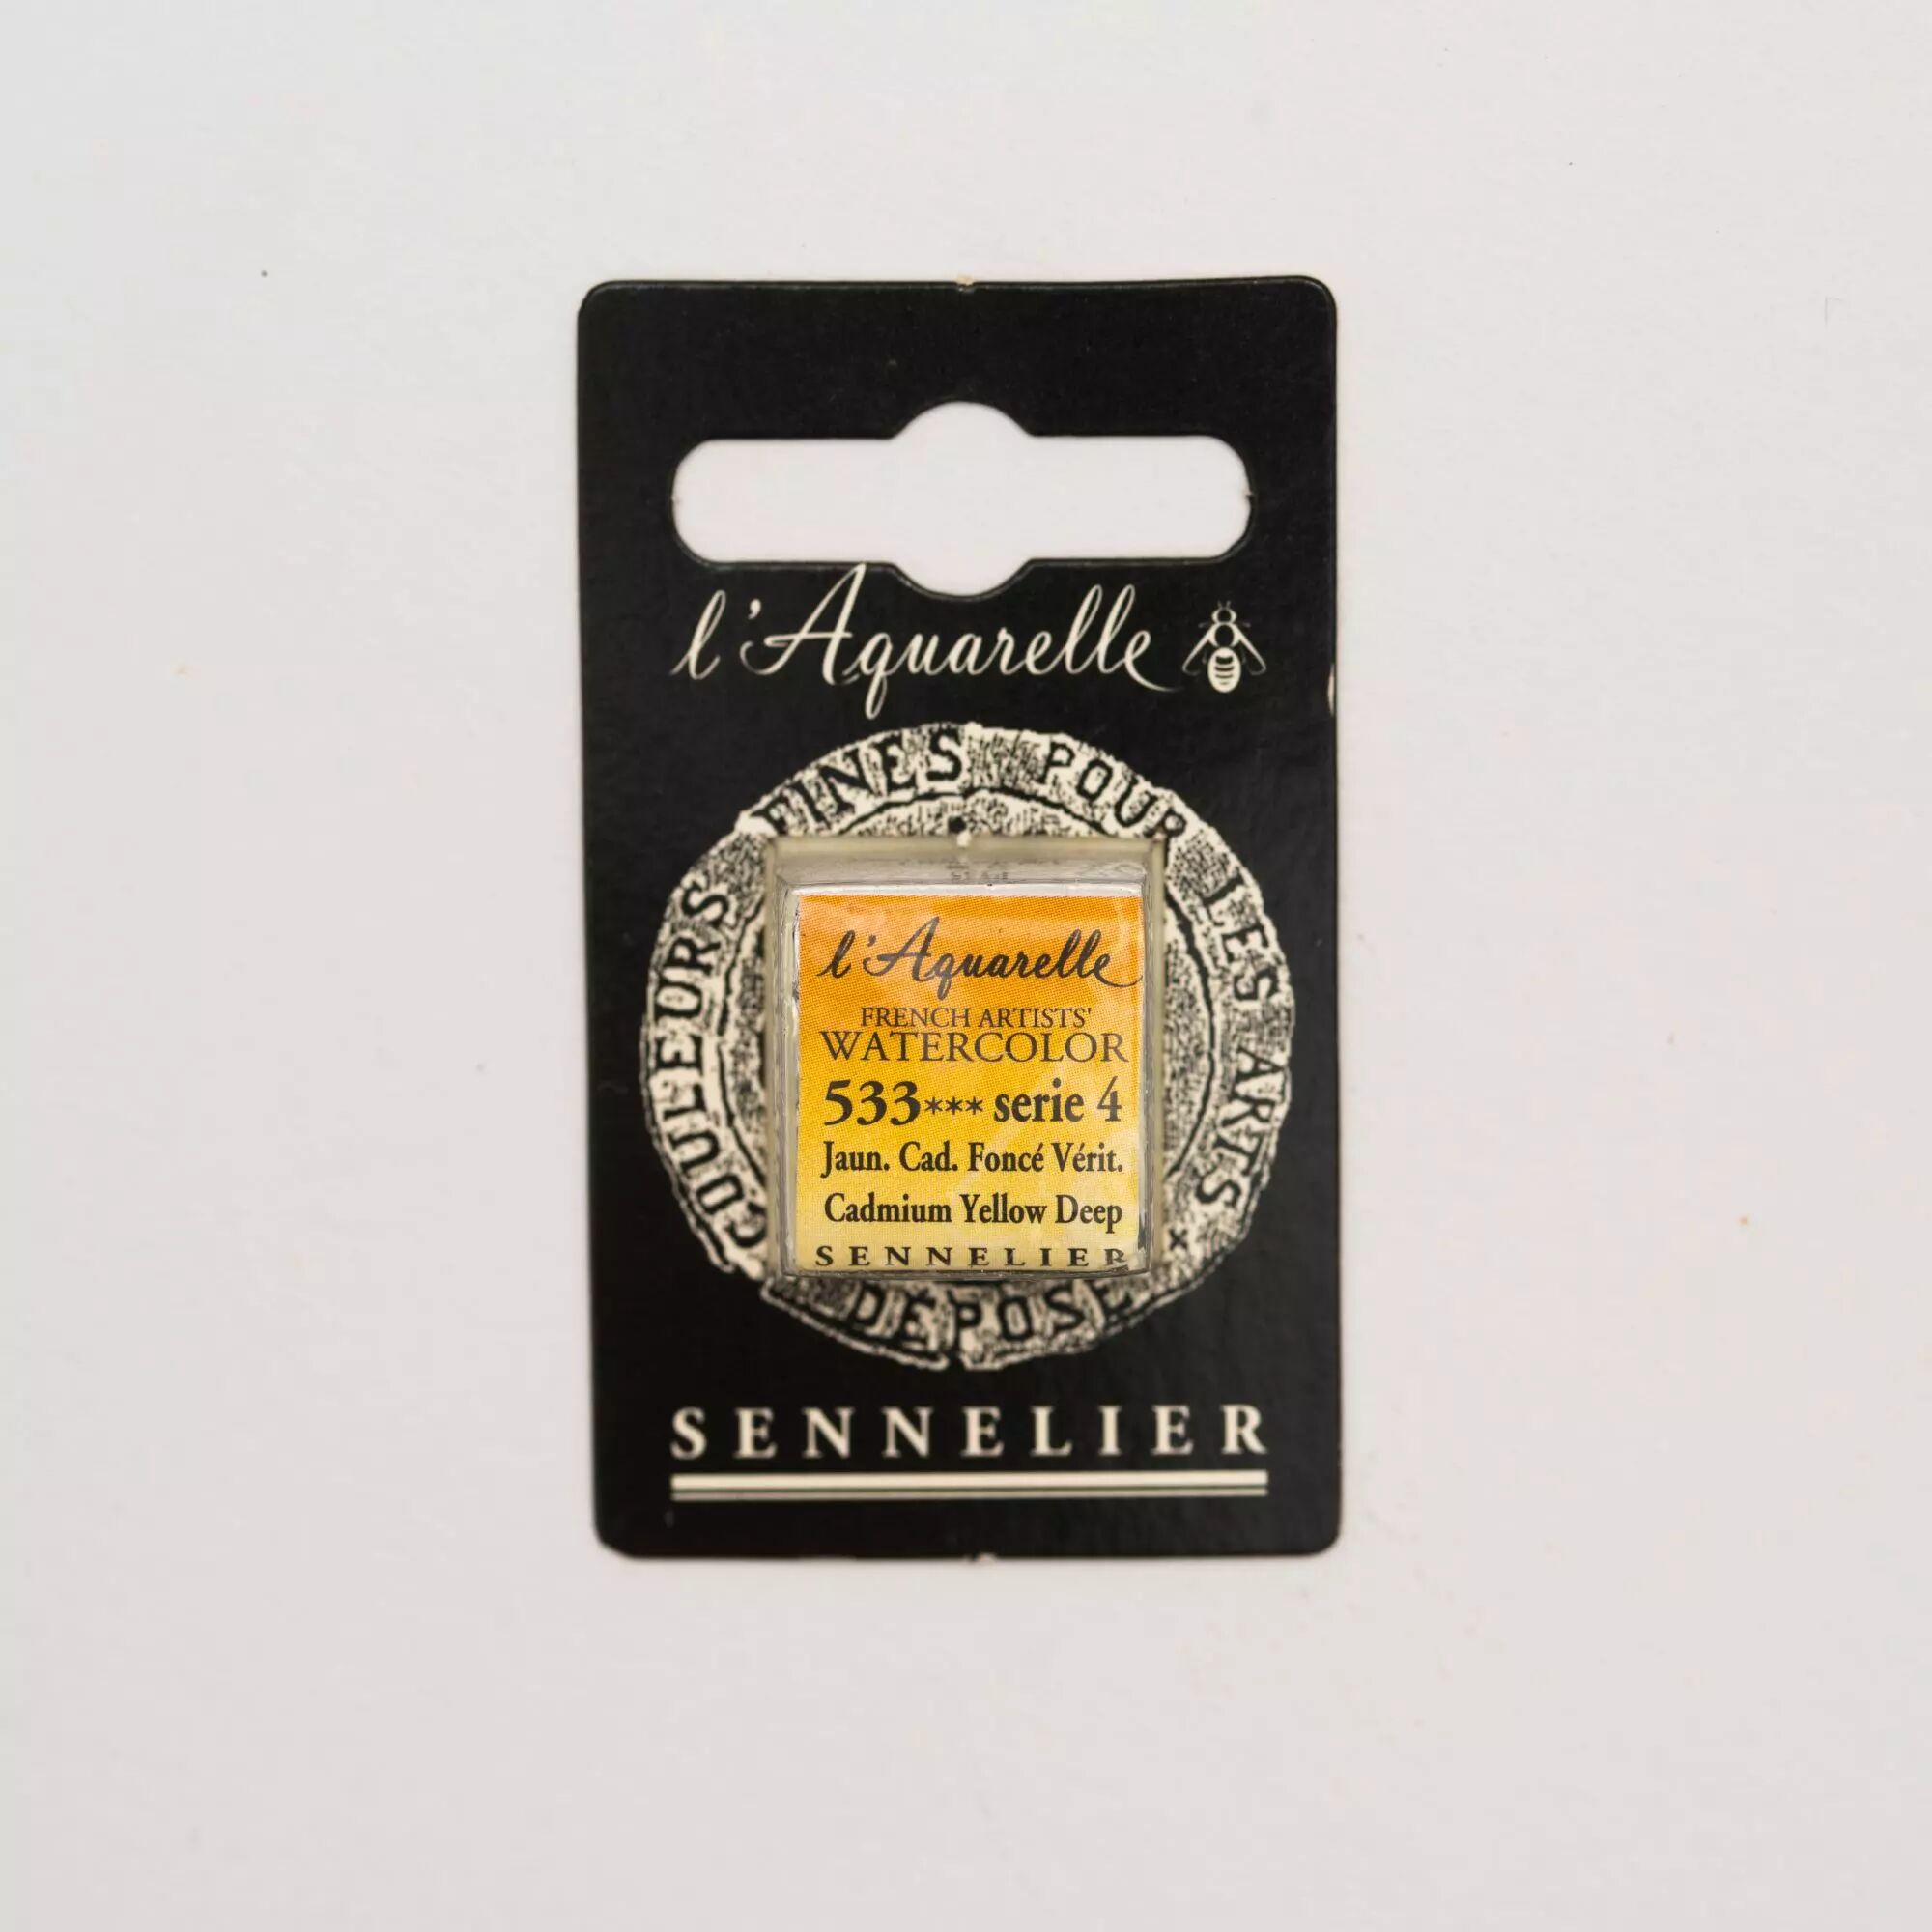 l'Aquarelle
COULEURS FINES POUR LES ARTS
DÉPOSÉ
l'Aquarelle
FRENCH ARTISTS'
WATERCOLOR
533*** serie 4
Jaun. Cad. Foncé Vérit.
Cadmium Yellow Deep
SENNELIER
SENNELIER